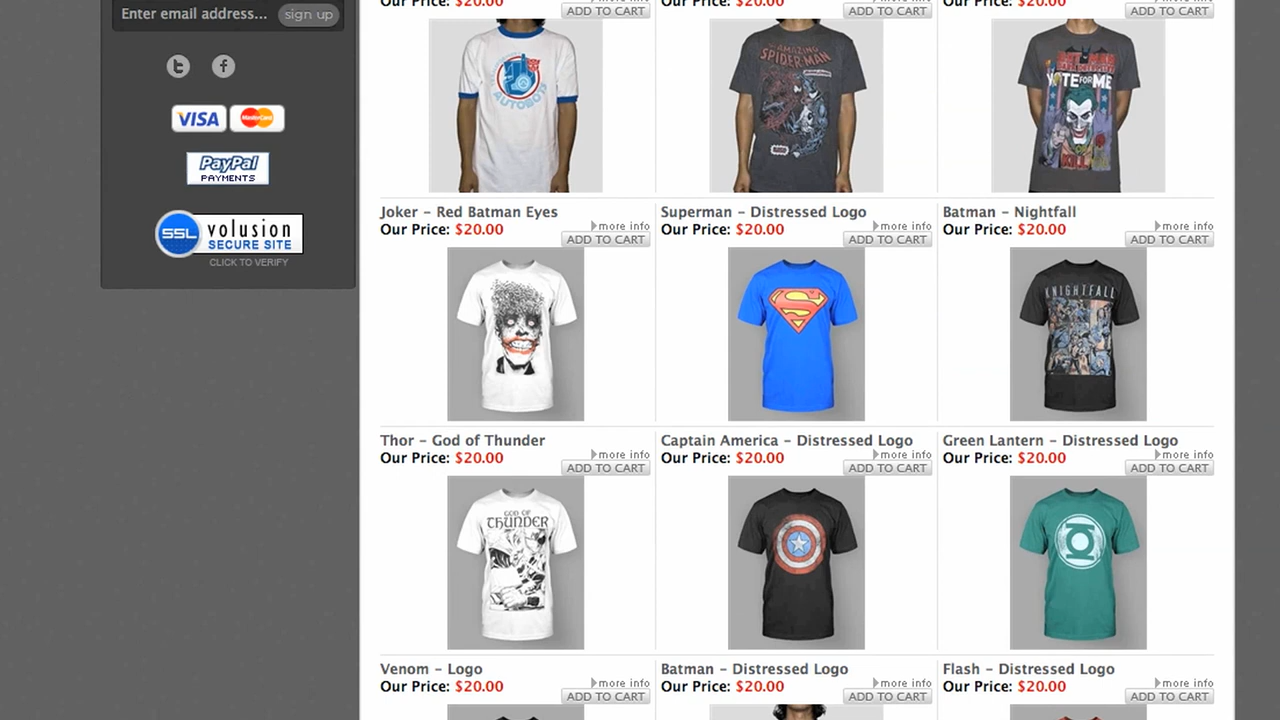 Enter email address...
sign up
VISA
MasterCard
PayPal
PAYMENTS
SSL
volusion
SECURE SITE
CLICK TO VERIFY
Our Price: $20.00
ADD TO CART
Our Price: $20.00
ADD TO CART
Our Price: $20.00
ADD TO CART
AUTOBOTS
THE AMAZING
SPIDER-MAN
BATMAN
VOTE FOR ME
Joker - Red Batman Eyes
Our Price: $20.00
more info
ADD TO CART
Superman - Distressed Logo
Our Price: $20.00
more info
ADD TO CART
Batman - Nightfall
Our Price: $20.00
more info
ADD TO CART
KNIGHTFALL
Thor - God of Thunder
Our Price: $20.00
more info
ADD TO CART
Captain America - Distressed Logo
Our Price: $20.00
more info
ADD TO CART
Green Lantern - Distressed Logo
Our Price: $20.00
more info
ADD TO CART
GOD OF
THUNDER
Venom - Logo
Our Price: $20.00
more info
ADD TO CART
Batman - Distressed Logo
Our Price: $20.00
more info
ADD TO CART
Flash - Distressed Logo
Our Price: $20.00
more info
ADD TO CART